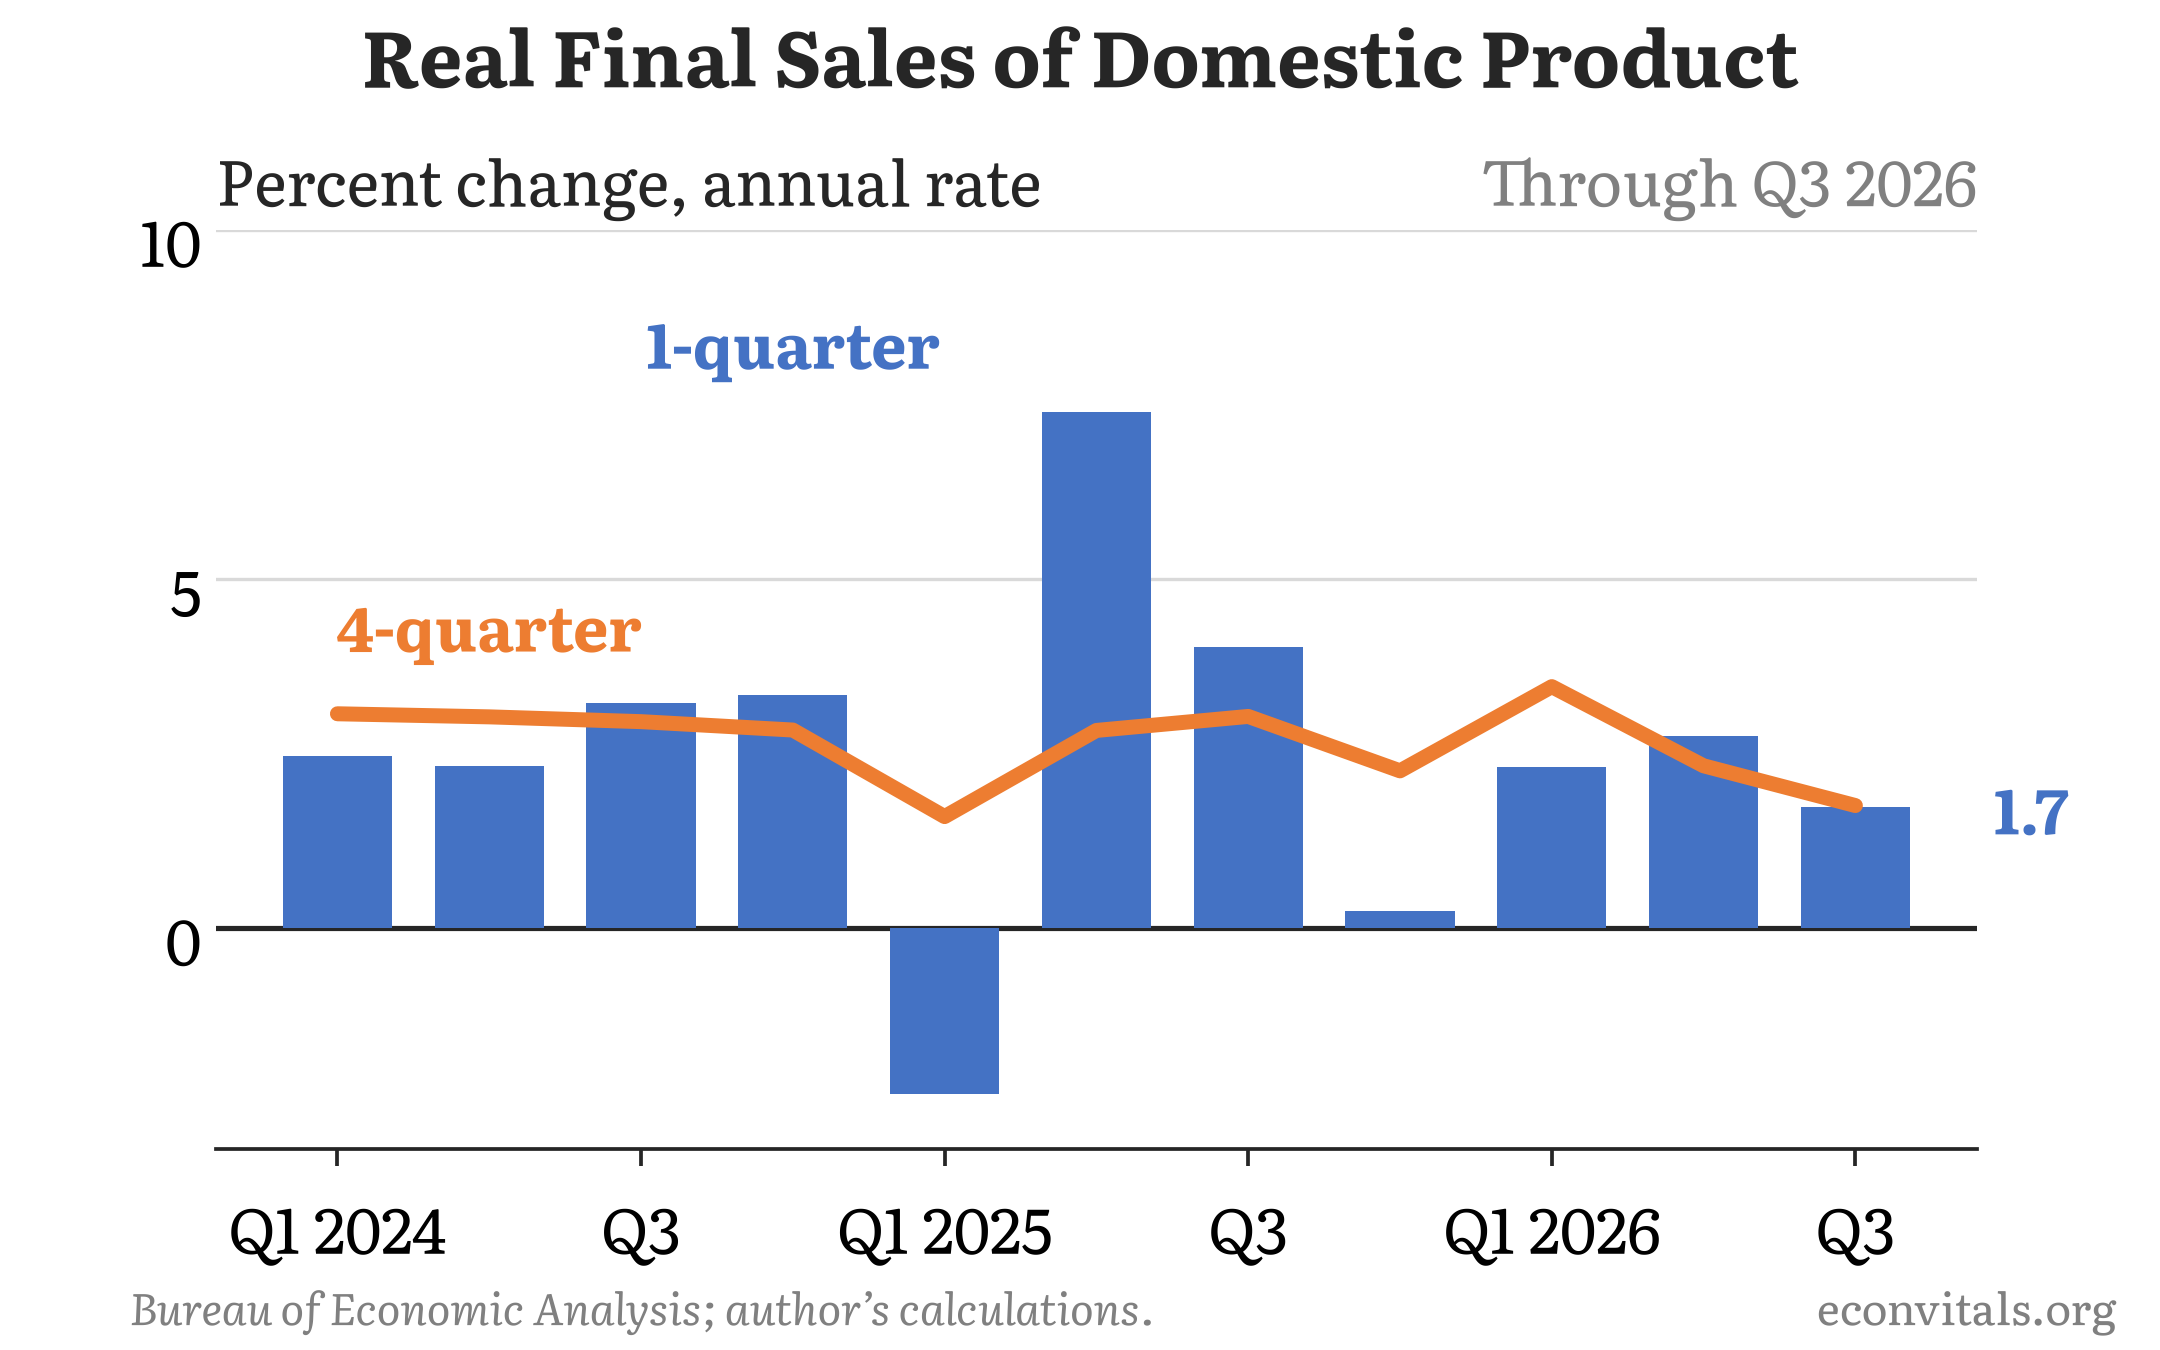 Real Final Sales of Domestic Product
Percent change, annual rate
Through Q3 2026
10
1-quarter
5
4-quarter
1.7
0
Q1 2024 Q3 Q1 2025 Q3 Q1 2026 Q3
Bureau of Economic Analysis; author’s calculations.
econvitals.org